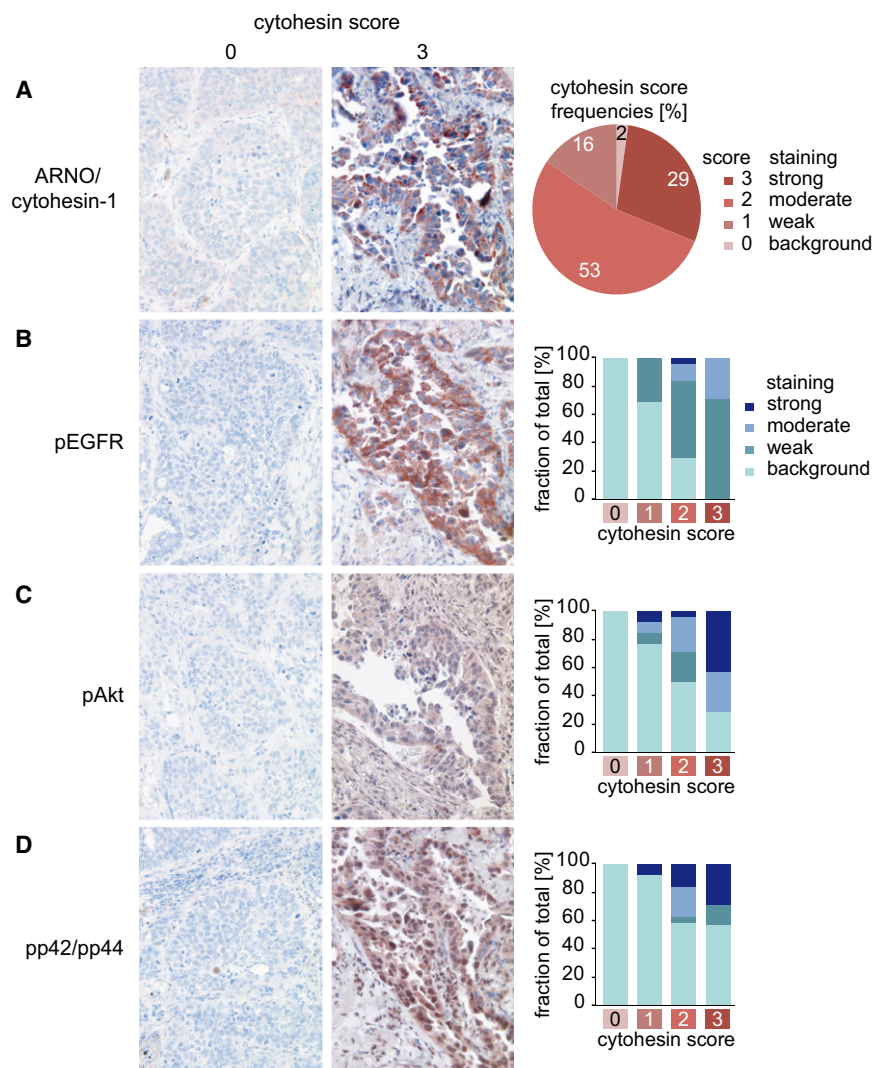 cytohesin score
0 3
A
ARNO/
cytohesin-1
cytohesin score
frequencies [%]
2
16
29
53
score staining
3 strong
2 moderate
1 weak
0 background
B
pEGFR
fraction of total [%]
100
80
60
40
20
0
0 1 2 3
cytohesin score
staining
strong
moderate
weak
background
C
pAkt
fraction of total [%]
100
80
60
40
20
0
0 1 2 3
cytohesin score
D
pp42/pp44
fraction of total [%]
100
80
60
40
20
0
0 1 2 3
cytohesin score